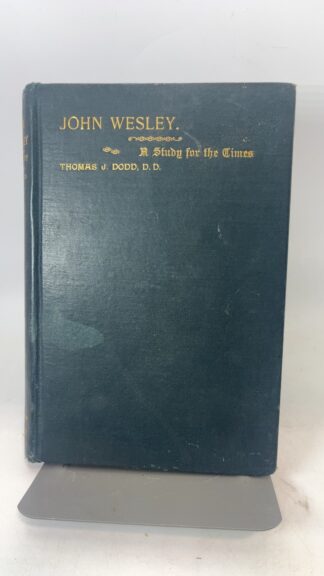 JOHN WESLEY.
A Study for the Times
THOMAS J. DODD, D. D.